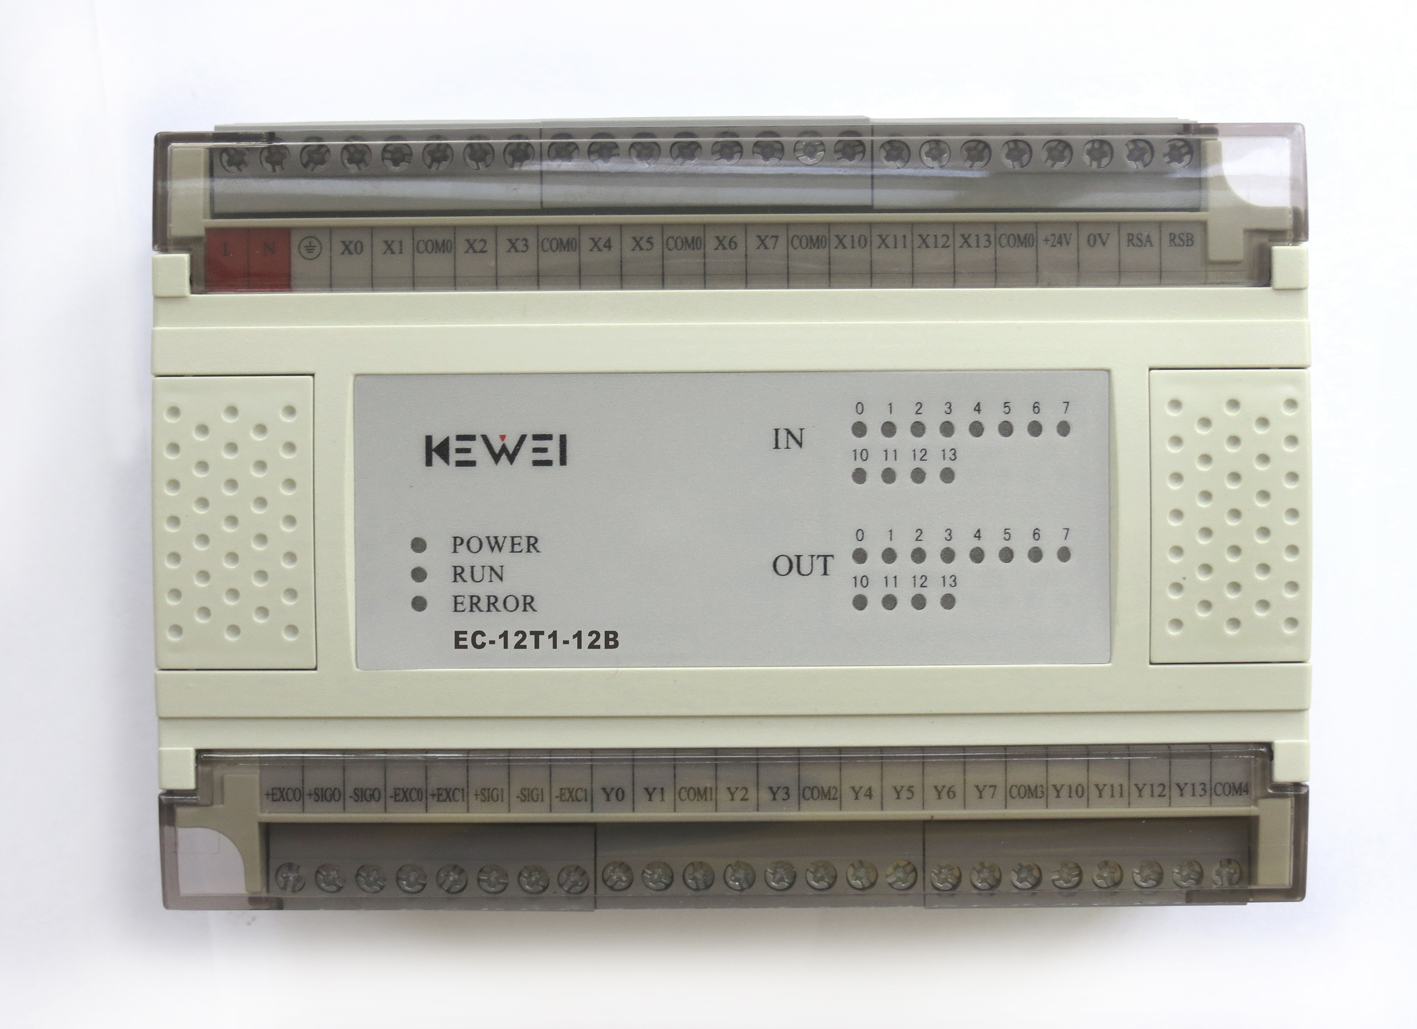 L N X0 X1 COM0 X2 X3 COM0 X4 X5 COM0 X6 X7 COM0 X10 X11 X12 X13 COM0 +24V 0V RSA RSB
KEWEI
POWER
RUN
ERROR
EC-12T1-12B
IN
0 1 2 3 4 5 6 7
10 11 12 13
OUT
0 1 2 3 4 5 6 7
10 11 12 13
+EXC0 +SIG0 -SIG0 -EXC0 +EXC1 +SIG1 -SIG1 -EXC1 Y0 Y1 COM1 Y2 Y3 COM2 Y4 Y5 Y6 Y7 COM3 Y10 Y11 Y12 Y13 COM4